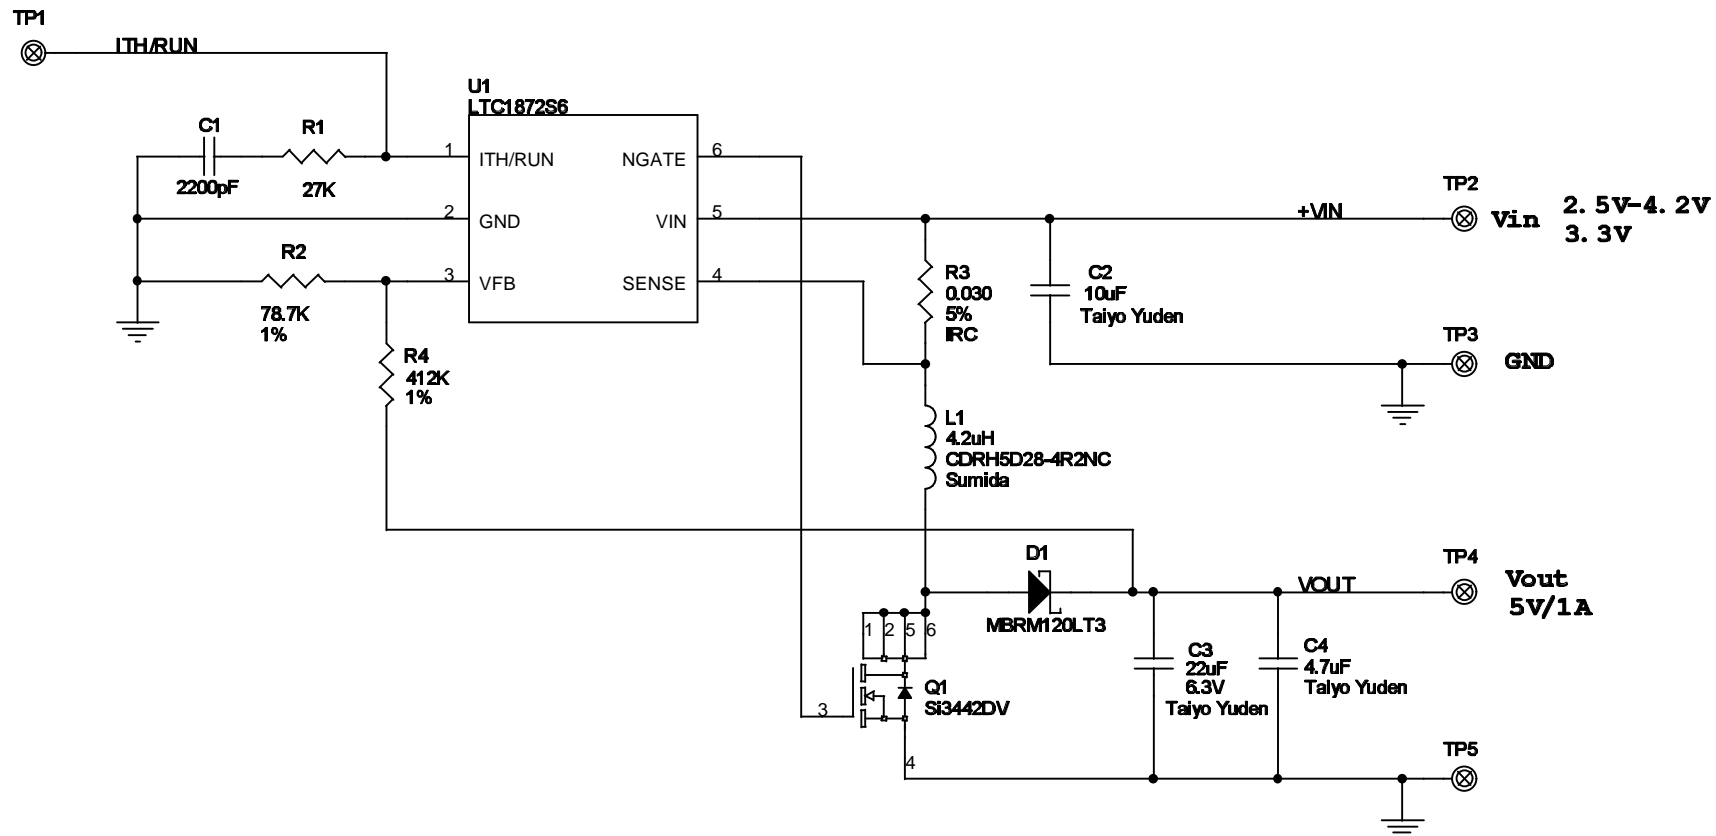 TP1
ITH/RUN
U1
LTC1872S6
C1
2200pF
R1
27K
1
ITH/RUN
2
GND
3
VFB
NGATE
6
VIN
5
SENSE
4
R2
78.7K
1%
R4
412K
1%
R3
0.030
5%
IRC
C2
10uF
Taiyo Yuden
+VIN
TP2
Vin
2.5V-4.2V
3.3V
TP3
GND
L1
4.2uH
CDRH5D28-4R2NC
Sumida
D1
MBRM120LT3
VOUT
TP4
Vout
5V/1A
1 2 5 6
3
Q1
Si3442DV
4
C3
22uF
6.3V
Taiyo Yuden
C4
4.7uF
Taiyo Yuden
TP5